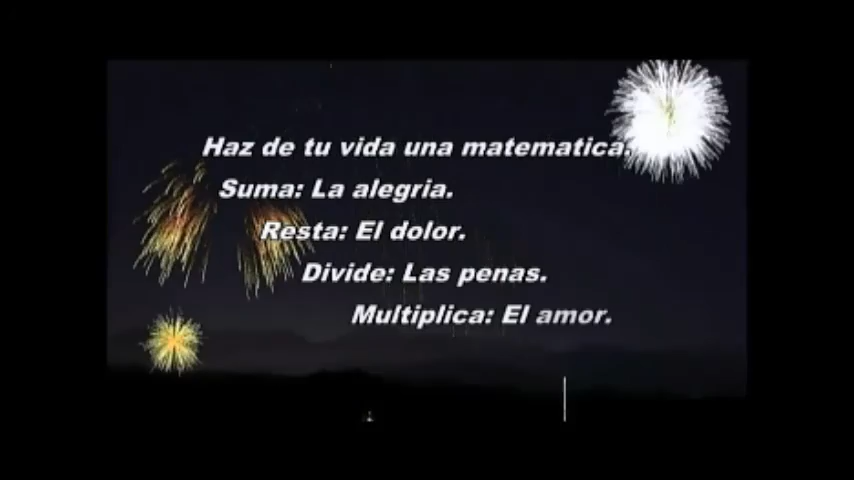 Haz de tu vida una matematica.
Suma: La alegria.
Resta: El dolor.
Divide: Las penas.
Multiplica: El amor.